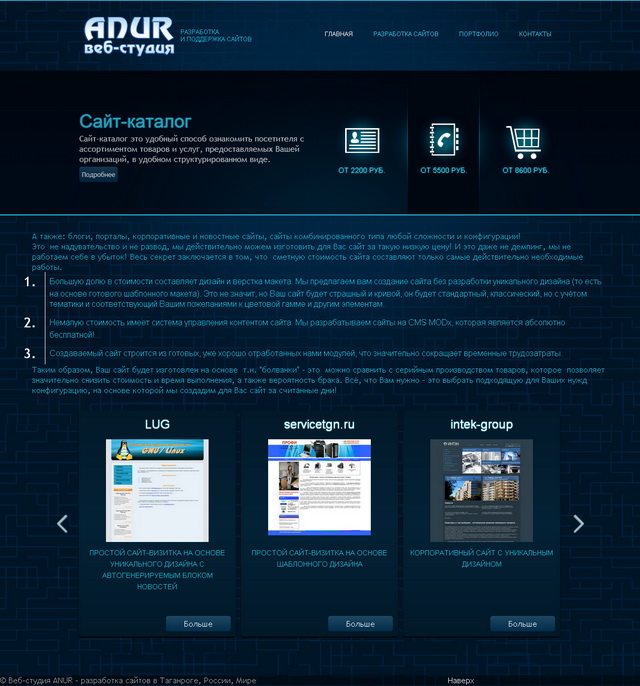 ANUR
веб-студия
РАЗРАБОТКА
И ПОДДЕРЖКА САЙТОВ
ГЛАВНАЯ
РАЗРАБОТКА САЙТОВ
ПОРТФОЛИО
КОНТАКТЫ
Сайт-каталог
Сайт-каталог это удобный способ ознакомить посетителя с
ассортиментом товаров и услуг, предоставляемых Вашей
организаций, в удобном структурированном виде.
Подробнее
ОТ 2200 РУБ.
ОТ 5500 РУБ.
ОТ 8600 РУБ.
А также: блоги, порталы, корпоративные и новостные сайты, сайты комбинированного типа любой сложности и конфигурации!
Это не надувательство и не развод, мы действительно можем изготовить для Вас сайт за такую низкую цену! И это даже не демпинг, мы не
работаем себе в убыток! Весь секрет заключается в том, что сметную стоимость сайта составляют только самые действительно необходимые
работы.
1. Большую долю в стоимости составляет дизайн и верстка макета. Мы предлагаем вам создание сайта без разработки уникального дизайна (то есть
на основе готового шаблонного макета). Это не значит, но Ваш сайт будет страшный и кривой, он будет стандартный, классический, но с учётом
тематики и соответствующий Вашим пожеланиями к цветовой гамме и другим элементам.
2. Немалую стоимость имеет система управления контентом сайта. Мы разрабатываем сайты на CMS MODx, которая является абсолютно
бесплатной!
3. Создаваемый сайт строится из готовых, уже хорошо отработанных нами модулей, что значительно сокращает временные трудозатраты.
Таким образом, Ваш сайт будет изготовлен на основе т.н. "болванки" - это можно сравнить с серийным производством товаров, которое позволяет
значительно снизить стоимость и время выполнения, а также вероятность брака. Всё, что Вам нужно - это выбрать подходящую для Ваших нужд
конфигурацию, на основе которой мы создадим для Вас сайт за считанные дни!
LUG
servicetgn.ru
intek-group
GNU / Linux
ПРОСТОЙ САЙТ-ВИЗИТКА НА ОСНОВЕ
УНИКАЛЬНОГО ДИЗАЙНА С
АВТОГЕНЕРИРУЕМЫМ БЛОКОМ
НОВОСТЕЙ
ПРОСТОЙ САЙТ-ВИЗИТКА НА ОСНОВЕ
ШАБЛОННОГО ДИЗАЙНА
КОРПОРАТИВНЫЙ САЙТ С УНИКАЛЬНЫМ
ДИЗАЙНОМ
Больше
Больше
Больше
© Веб-студия ANUR - разработка сайтов в Таганроге, России, Мире
Наверх